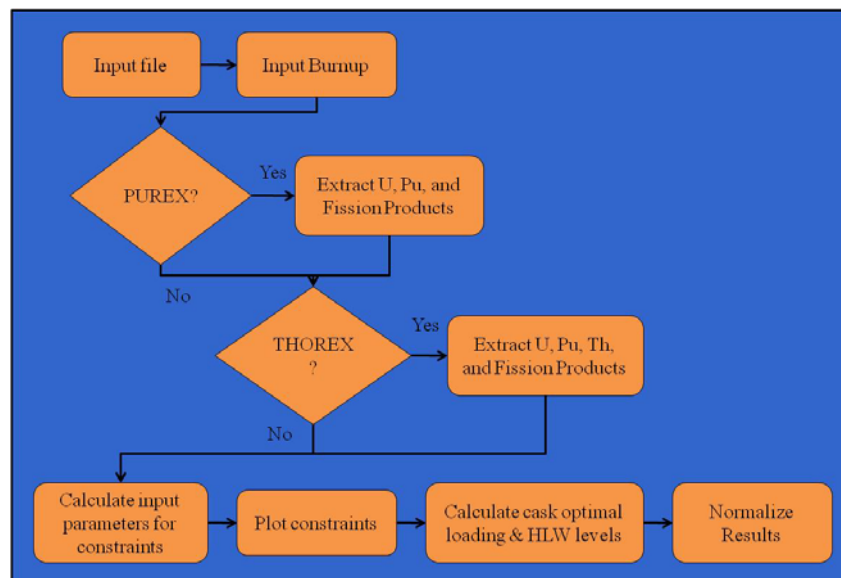 Input file
Input Burnup
PUREX?
Yes
Extract U, Pu, and
Fission Products
No
THOREX
?
Yes
Extract U, Pu, Th,
and Fission Products
No
Calculate input
parameters for
constraints
Plot constraints
Calculate cask optimal
loading & HLW levels
Normalize
Results